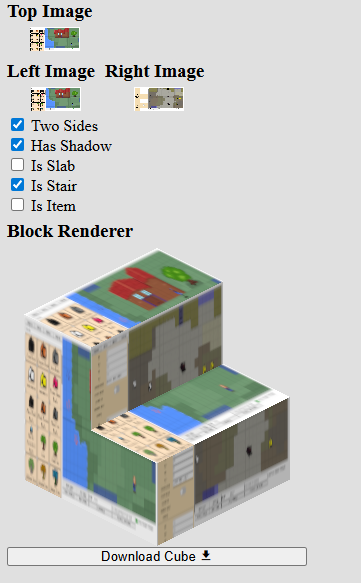 Top Image
Left Image Right Image
Two Sides
Has Shadow
Is Slab
Is Stair
Is Item
Block Renderer
Download Cube